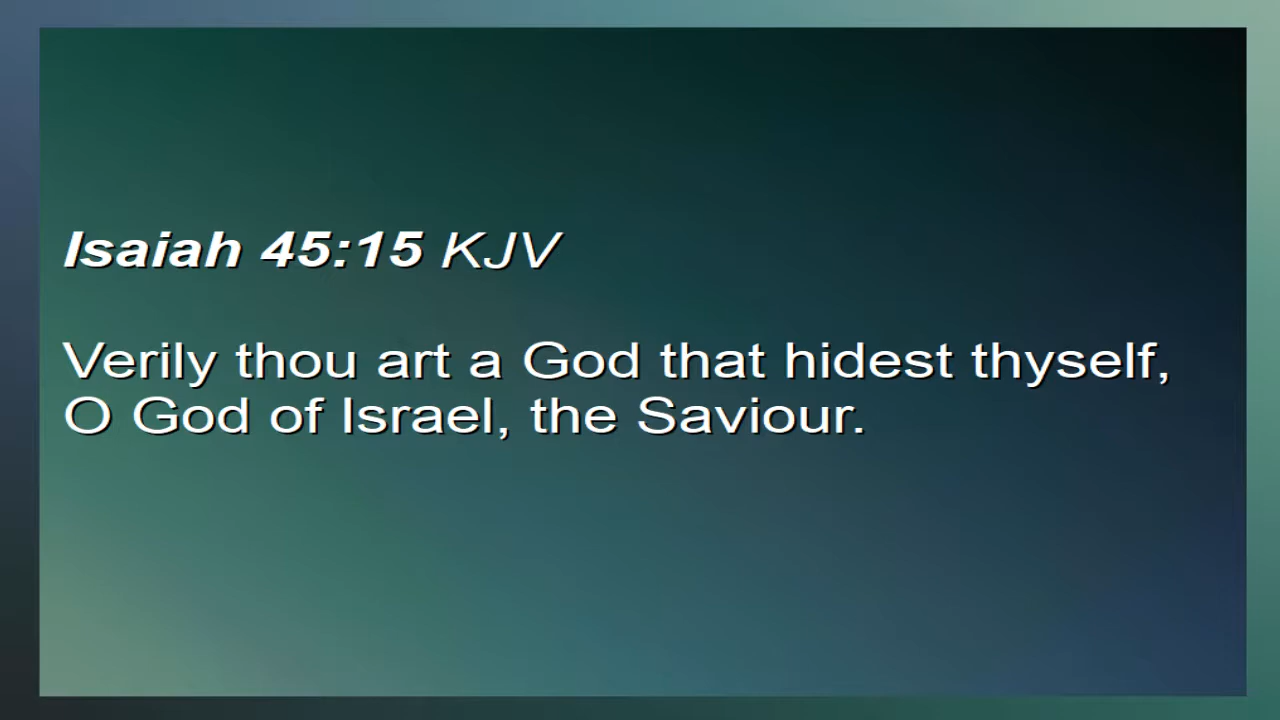 Isaiah 45:15 KJV
Verily thou art a God that hidest thyself,
O God of Israel, the Saviour.